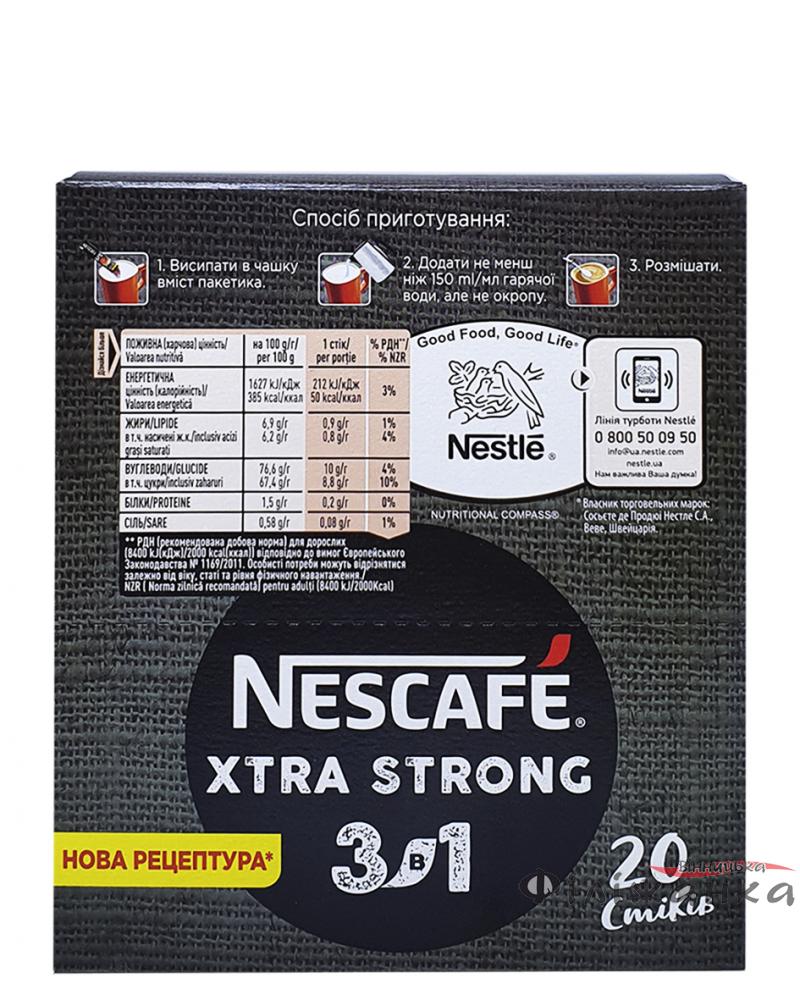 Спосіб приготування:
1. Висипати в чашку
вміст пакетика.
2. Додати не менш
ніж 150 ml/мл гарячої
води, але не окропу.
3. Розмішати.
Дізнайся більше
ПОЖИВНА (харчова) цінність/
Valoarea nutritivă
на 100 g/г/
per 100 g
1 стік/
per porție
% РДН**/
% NZR
ЕНЕРГЕТИЧНА
цінність (калорійність)/
Valoarea energetică
1627 kJ/кДж
385 kcal/ккал
212 kJ/кДж
50 kcal/ккал
3%
ЖИРИ/LIPIDE
в т.ч. насичені ж.к./inclusiv acizi
grași saturați
6,9 g/г
6,2 g/г
0,9 g/г
0,8 g/г
1%
4%
ВУГЛЕВОДИ/GLUCIDE
в т.ч. цукри/inclusiv zaharuri
76,6 g/г
67,4 g/г
10 g/г
8,8 g/г
4%
10%
БІЛКИ/PROTEINE
1,5 g/г
0,2 g/г
0%
СІЛЬ/SARE
0,58 g/г
0,08 g/г
1%
** РДН (рекомендована добова норма) для дорослих
(8400 kJ(кДж)/2000 kcal(ккал)) відповідно до вимог Європейського
Законодавства № 1169/2011. Особисті потреби можуть відрізнятися
залежно від віку, статі та рівня фізичного навантаження./
NZR ( Norma zilnică recomandată) pentru adulți (8400 kJ/2000Kcal)
Good Food, Good Life®
Nestlé®
NUTRITIONAL COMPASS®
Nestlé
Лінія турботи Nestlé
0 800 50 09 50
info@ua.nestle.com
nestle.ua
Нам важлива Ваша думка!
* Власник торговельних марок:
Сосьєте де Продюї Нестле С.А.,
Веве, Швейцарія.
NESCAFÉ®
XTRA STRONG
3 в 1
НОВА РЕЦЕПТУРА*
20
Стіків
Вінницька